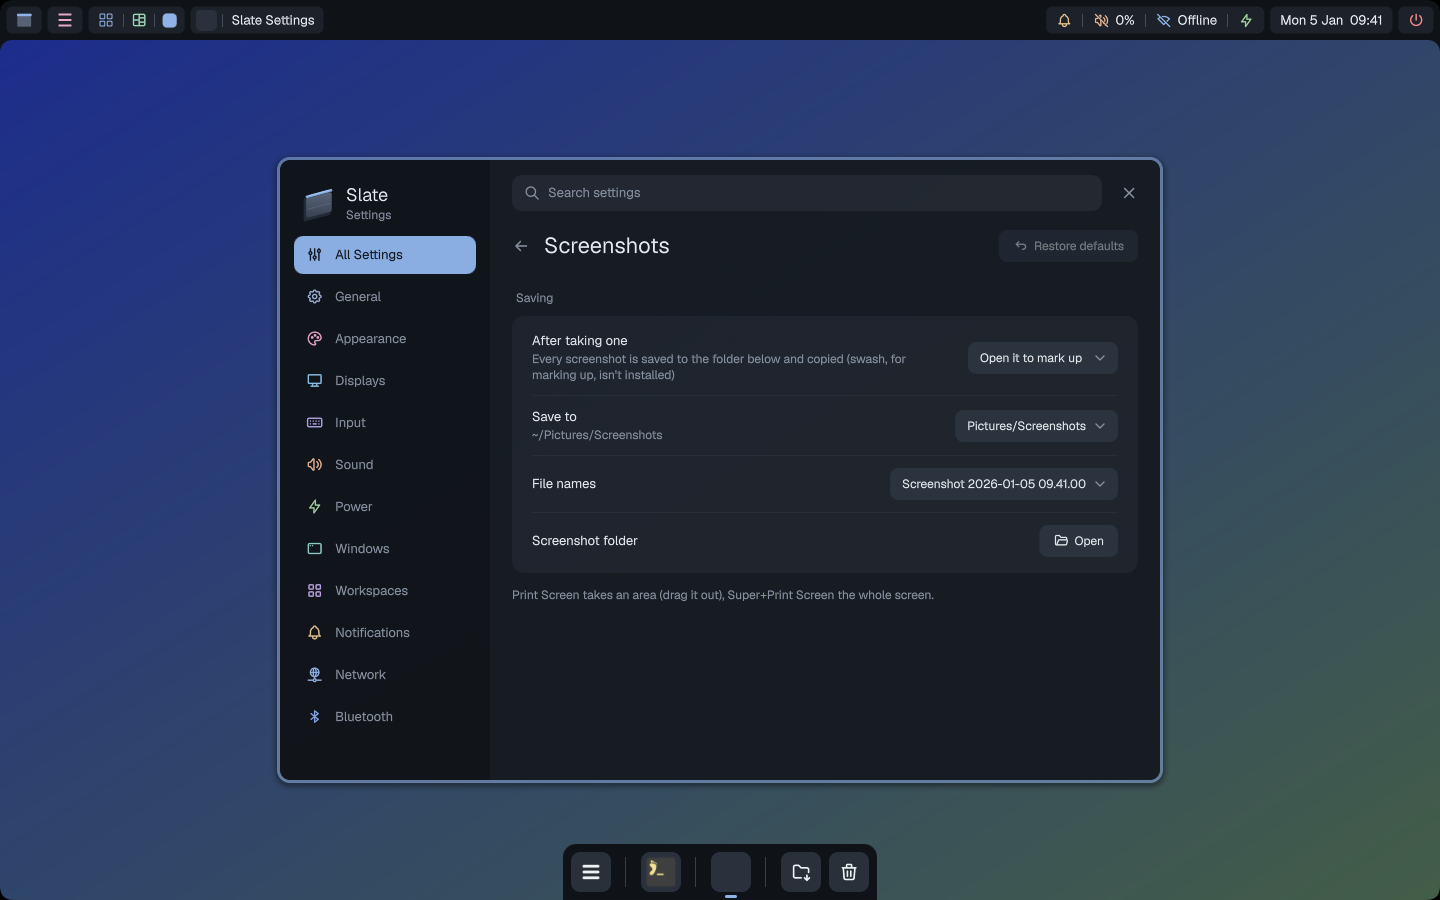 Slate Settings
0%
Offline
Mon 5 Jan 09:41
Slate
Settings
All Settings
General
Appearance
Displays
Input
Sound
Power
Windows
Workspaces
Notifications
Network
Bluetooth
Search settings
Screenshots
Restore defaults
Saving
After taking one
Every screenshot is saved to the folder below and copied (swash, for
marking up, isn't installed)
Open it to mark up
Save to
~/Pictures/Screenshots
Pictures/Screenshots
File names
Screenshot 2026-01-05 09.41.00
Screenshot folder
Open
Print Screen takes an area (drag it out), Super+Print Screen the whole screen.